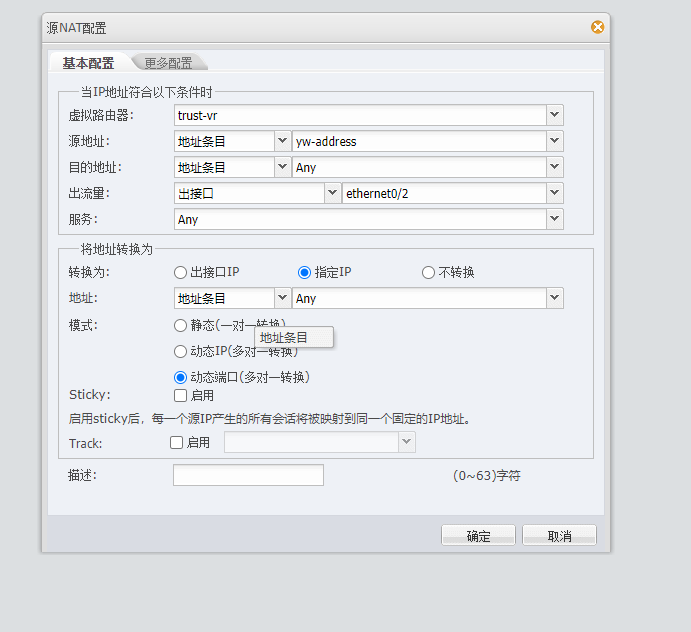 源NAT配置
基本配置 更多配置
当IP地址符合以下条件时
虚拟路由器: trust-vr
源地址: 地址条目 yw-address
目的地址: 地址条目 Any
出流量: 出接口 ethernet0/2
服务: Any
将地址转换为
转换为: 出接口IP 指定IP 不转换
地址: 地址条目 Any
模式: 静态(一对一转换)
地址条目
动态IP(多对一转换)
动态端口(多对一转换)
Sticky: 启用
启用sticky后，每一个源IP产生的所有会话将被映射到同一个固定的IP地址。
Track: 启用
描述: (0~63)字符
确定 取消